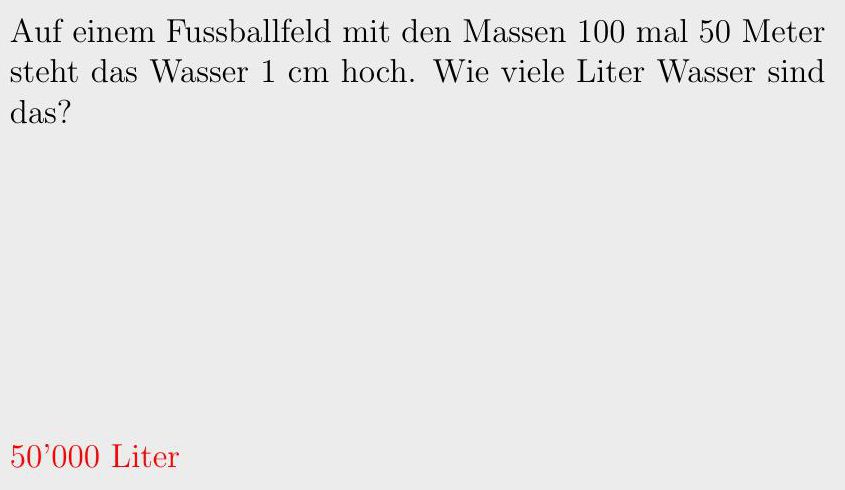 Auf einem Fussballfeld mit den Massen 100 mal 50 Meter
steht das Wasser 1 cm hoch. Wie viele Liter Wasser sind
das?
50'000 Liter